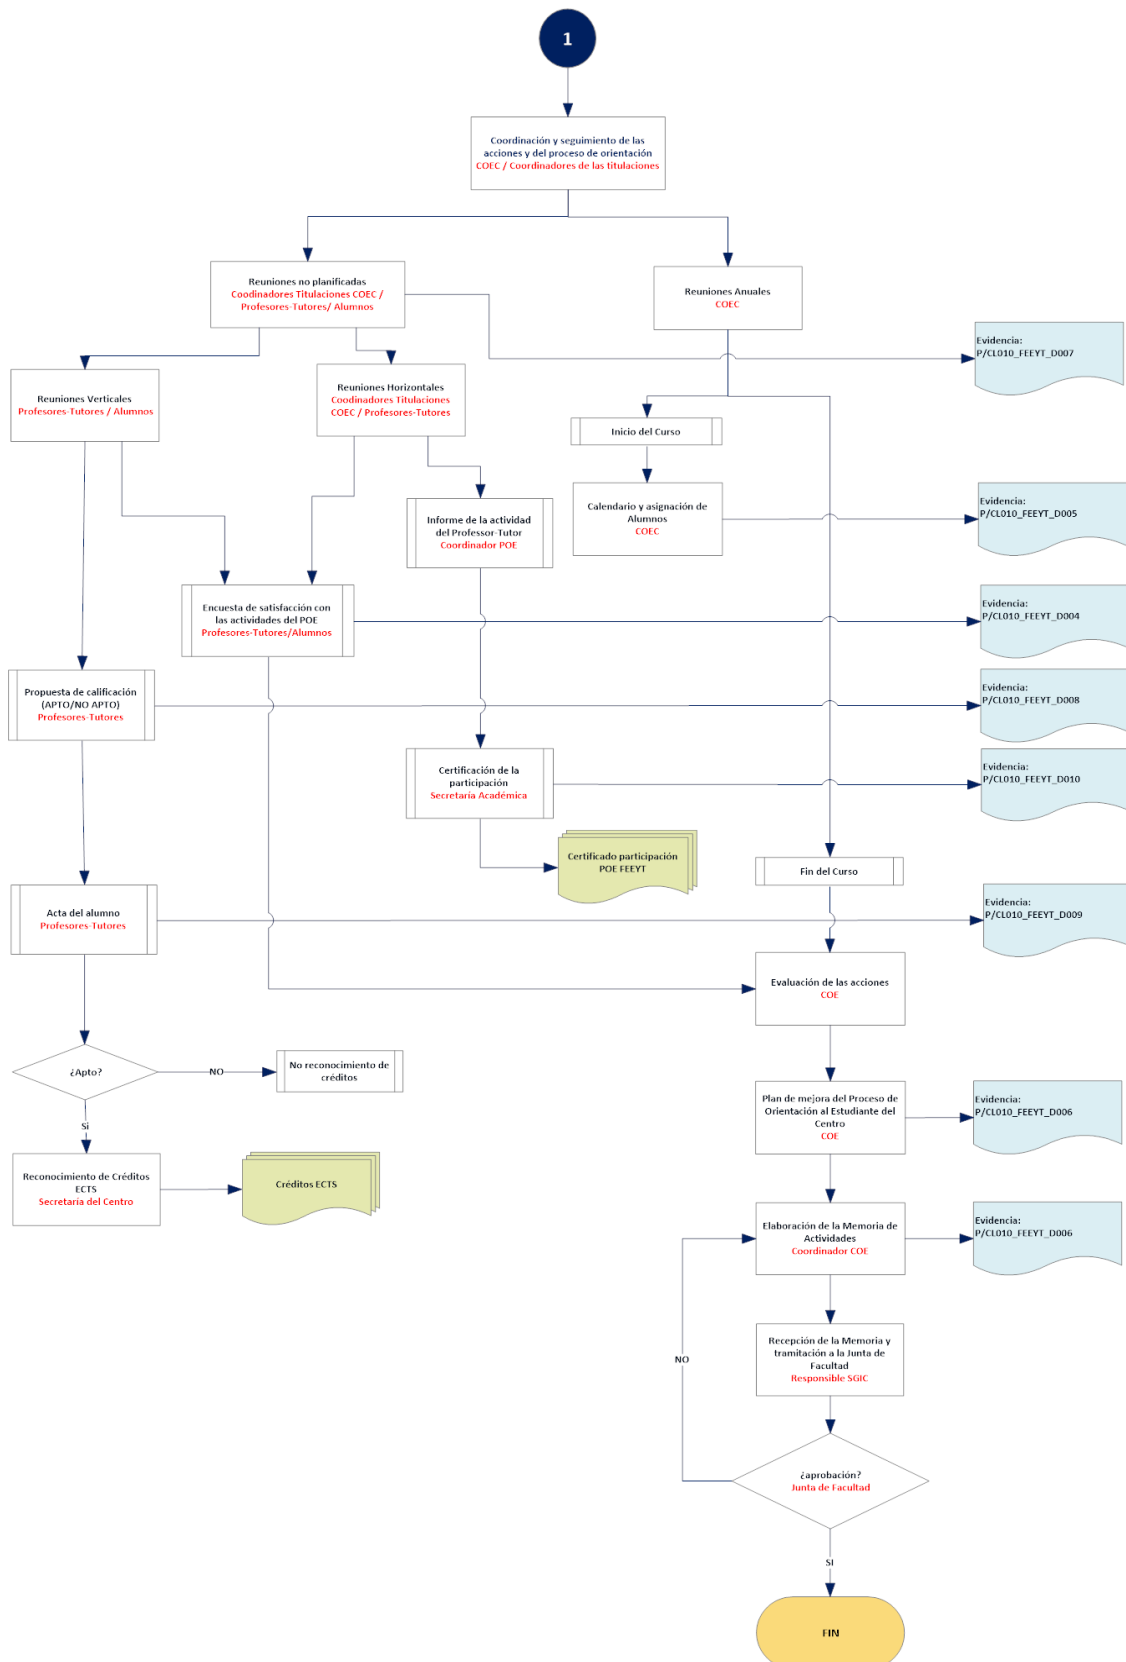 1
Coordinación y seguimiento de las
acciones y del proceso de orientación
COEC / Coordinadores de las titulaciones
Reuniones no planificadas
Coodinadores Titulaciones COEC /
Profesores-Tutores/ Alumnos
Reuniones Anuales
COEC
Evidencia:
P/CL010_FEEYT_D007
Reuniones Verticales
Profesores-Tutores / Alumnos
Reuniones Horizontales
Coodinadores Titulaciones
COEC / Profesores-Tutores
Inicio del Curso
Informe de la actividad
del Professor-Tutor
Coordinador POE
Calendario y asignación de
Alumnos
COEC
Evidencia:
P/CL010_FEEYT_D005
Encuesta de satisfacción con
las actividades del POE
Profesores-Tutores/Alumnos
Evidencia:
P/CL010_FEEYT_D004
Propuesta de calificación
(APTO/NO APTO)
Profesores-Tutores
Evidencia:
P/CL010_FEEYT_D008
Certificación de la
participación
Secretaría Académica
Evidencia:
P/CL010_FEEYT_D010
Certificado participación
POE FEEYT
Fin del Curso
Acta del alumno
Profesores-Tutores
Evidencia:
P/CL010_FEEYT_D009
Evaluación de las acciones
COE
¿Apto?
NO
No reconocimiento de
créditos
Si
Plan de mejora del Proceso de
Orientación al Estudiante del
Centro
COE
Evidencia:
P/CL010_FEEYT_D006
Reconocimiento de Créditos
ECTS
Secretaría del Centro
Créditos ECTS
Elaboración de la Memoria de
Actividades
Coordinador COE
Evidencia:
P/CL010_FEEYT_D006
Recepción de la Memoria y
tramitación a la Junta de
Facultad
Responsible SGIC
NO
¿aprobación?
Junta de Facultad
SI
FIN